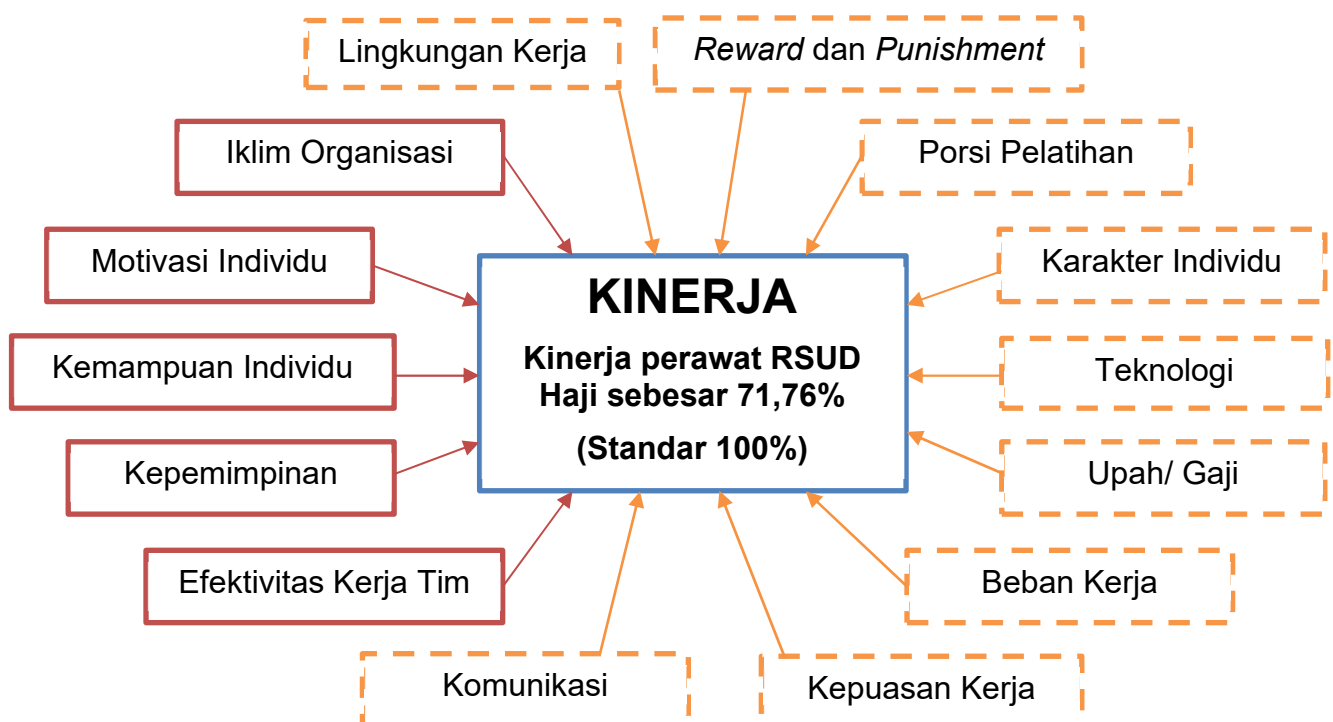 Lingkungan Kerja
Reward dan Punishment
Iklim Organisasi
Porsi Pelatihan
Motivasi Individu
Karakter Individu
KINERJA
Kinerja perawat RSUD
Haji sebesar 71,76%
(Standar 100%)
Kemampuan Individu
Teknologi
Kepemimpinan
Upah/ Gaji
Efektivitas Kerja Tim
Beban Kerja
Komunikasi
Kepuasan Kerja